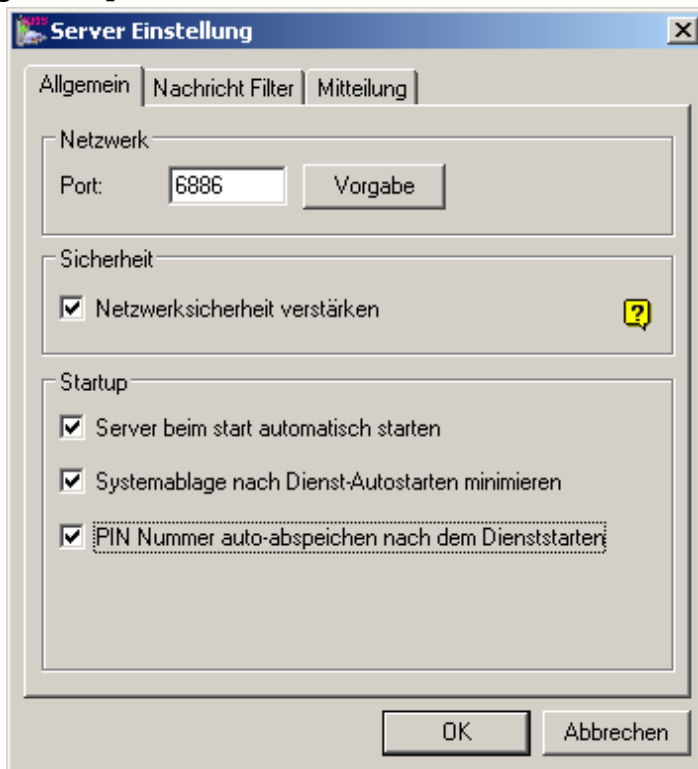 SMS
Server Einstellung
Allgemein Nachricht Filter Mitteilung
Netzwerk
Port: 6886 Vorgabe
Sicherheit
Netzwerksicherheit verstärken
?
Startup
Server beim start automatisch starten
Systemablage nach Dienst-Autostarten minimieren
PIN Nummer auto-abspeichen nach dem Dienststarten
OK Abbrechen